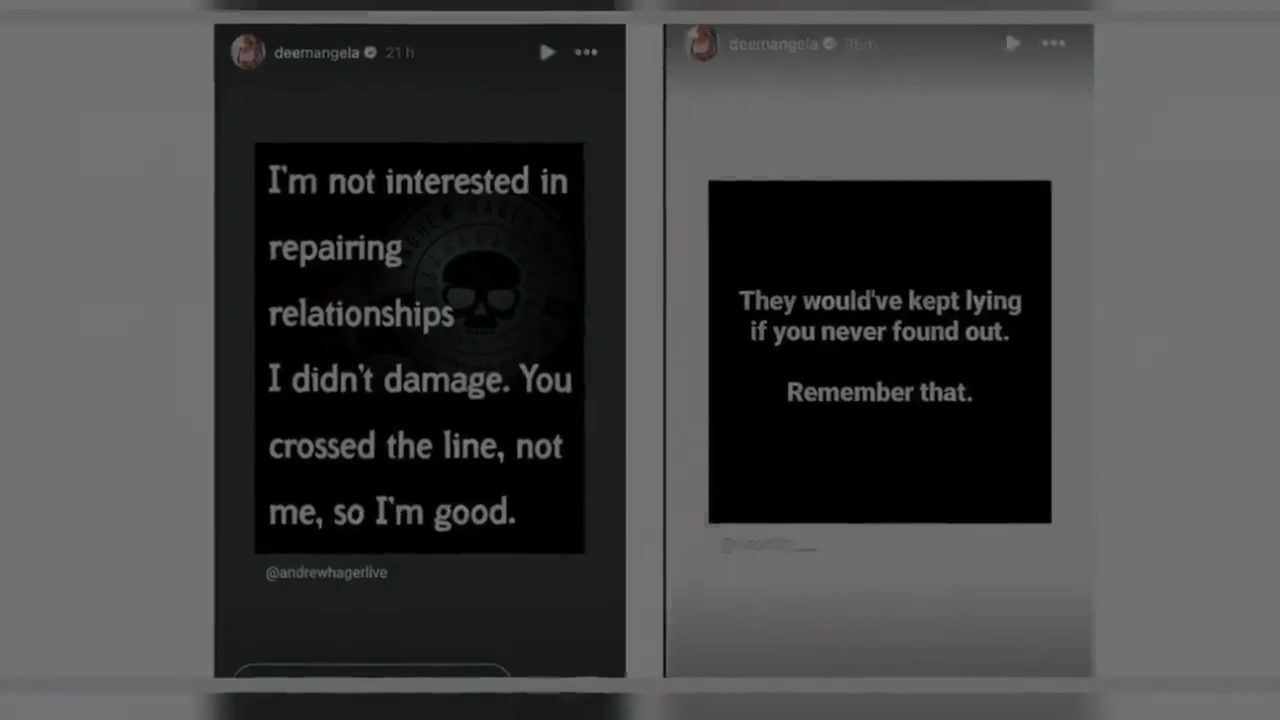 deemangela 21 h
I'm not interested in
repairing
relationships
I didn't damage. You
crossed the line, not
me, so I'm good.
@andrewhagerlive
deemangela
They would've kept lying
if you never found out.
Remember that.